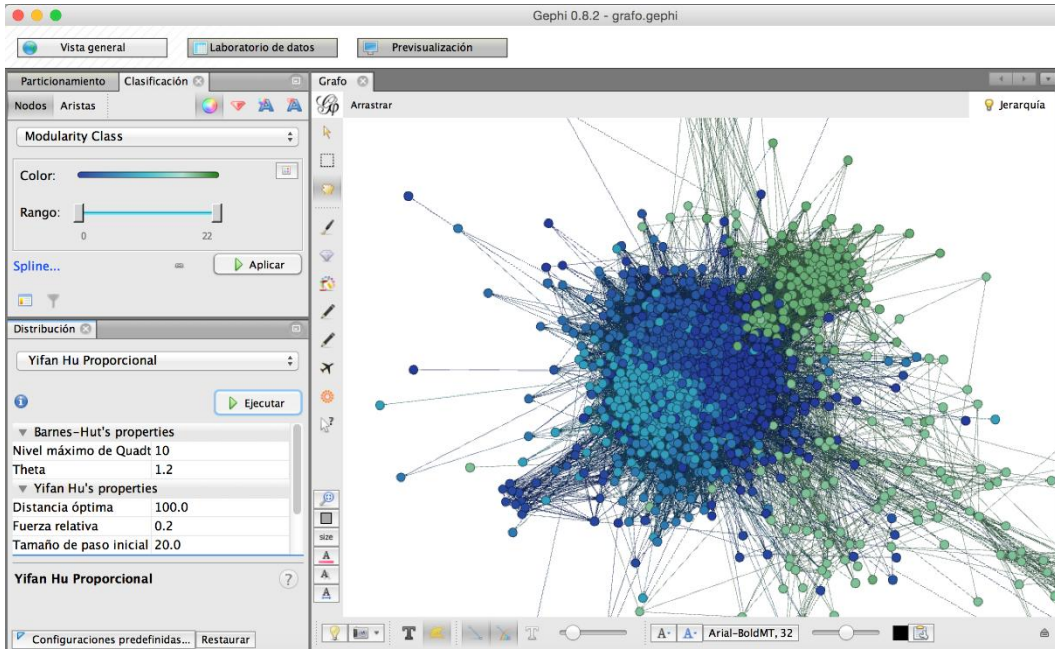 Gephi 0.8.2 - grafo.gephi
Vista general
Laboratorio de datos
Previsualización
Particionamiento
Clasificación
Nodos
Aristas
Modularity Class
Color:
Rango:
0
22
Spline...
Aplicar
Distribución
Yifan Hu Proporcional
Ejecutar
Barnes-Hut's properties
Nivel máximo de Quadt 10
Theta 1.2
Yifan Hu's properties
Distancia óptima 100.0
Fuerza relativa 0.2
Tamaño de paso inicial 20.0
Yifan Hu Proporcional
?
Configuraciones predefinidas...
Restaurar
Grafo
Arrastrar
Jerarquía
?
size
A
A
A
T
T
A
A
Arial-BoldMT, 32